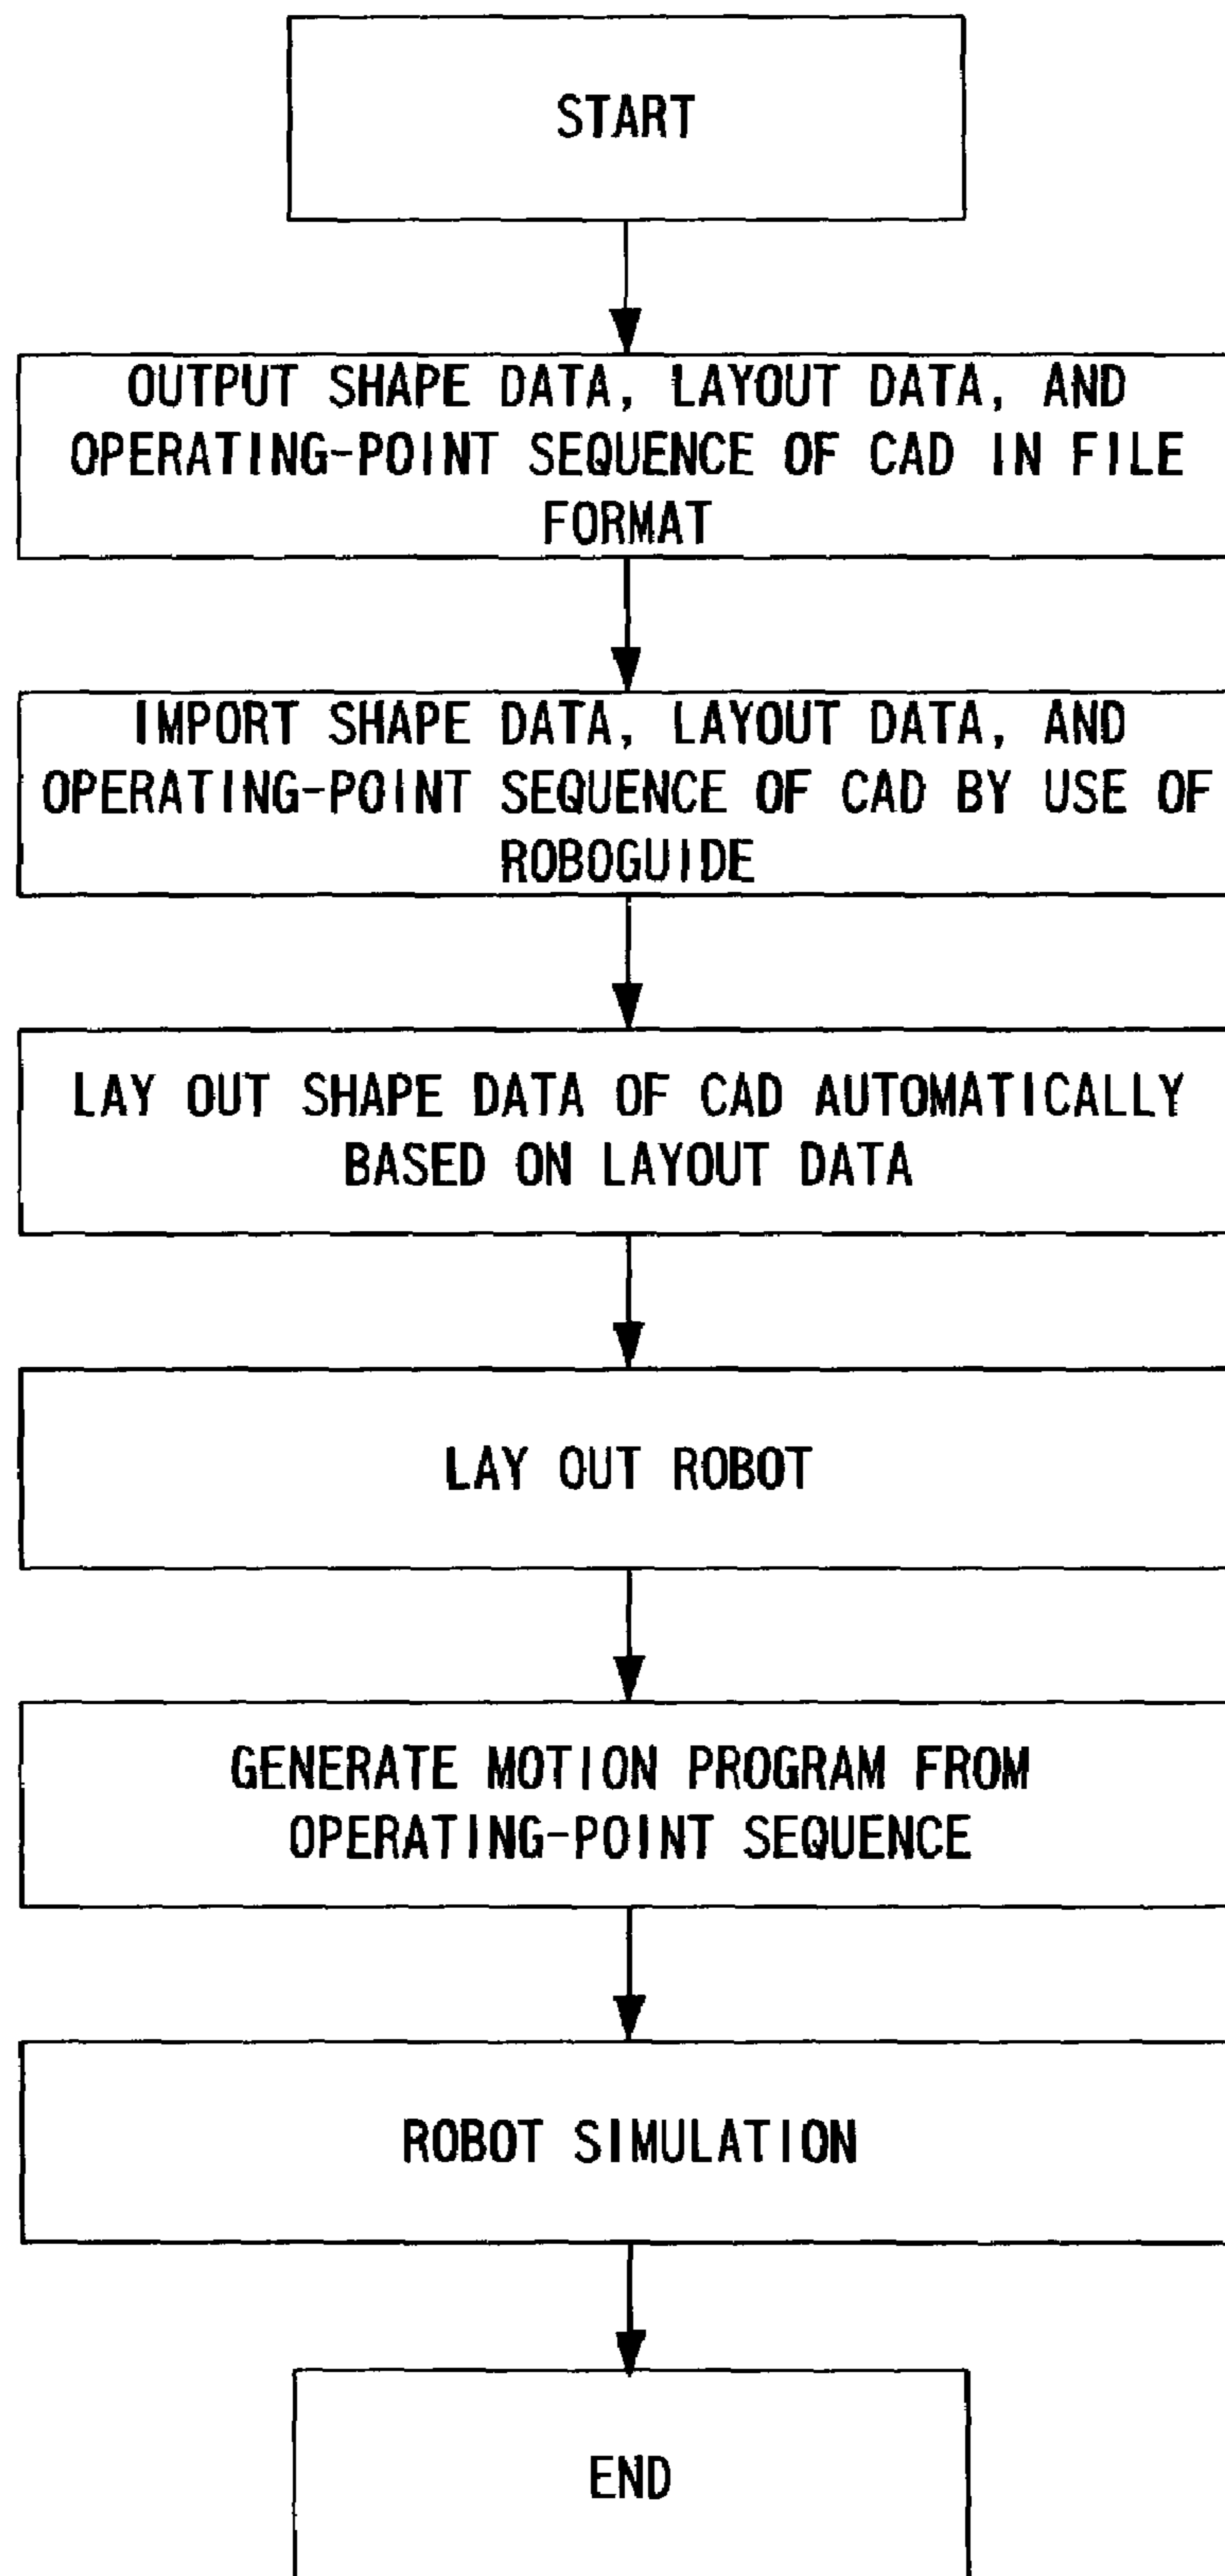 START
OUTPUT SHAPE DATA, LAYOUT DATA, AND
OPERATING-POINT SEQUENCE OF CAD IN FILE
FORMAT
IMPORT SHAPE DATA, LAYOUT DATA, AND
OPERATING-POINT SEQUENCE OF CAD BY USE OF
ROBOGUIDE
LAY OUT SHAPE DATA OF CAD AUTOMATICALLY
BASED ON LAYOUT DATA
LAY OUT ROBOT
GENERATE MOTION PROGRAM FROM
OPERATING-POINT SEQUENCE
ROBOT SIMULATION
END